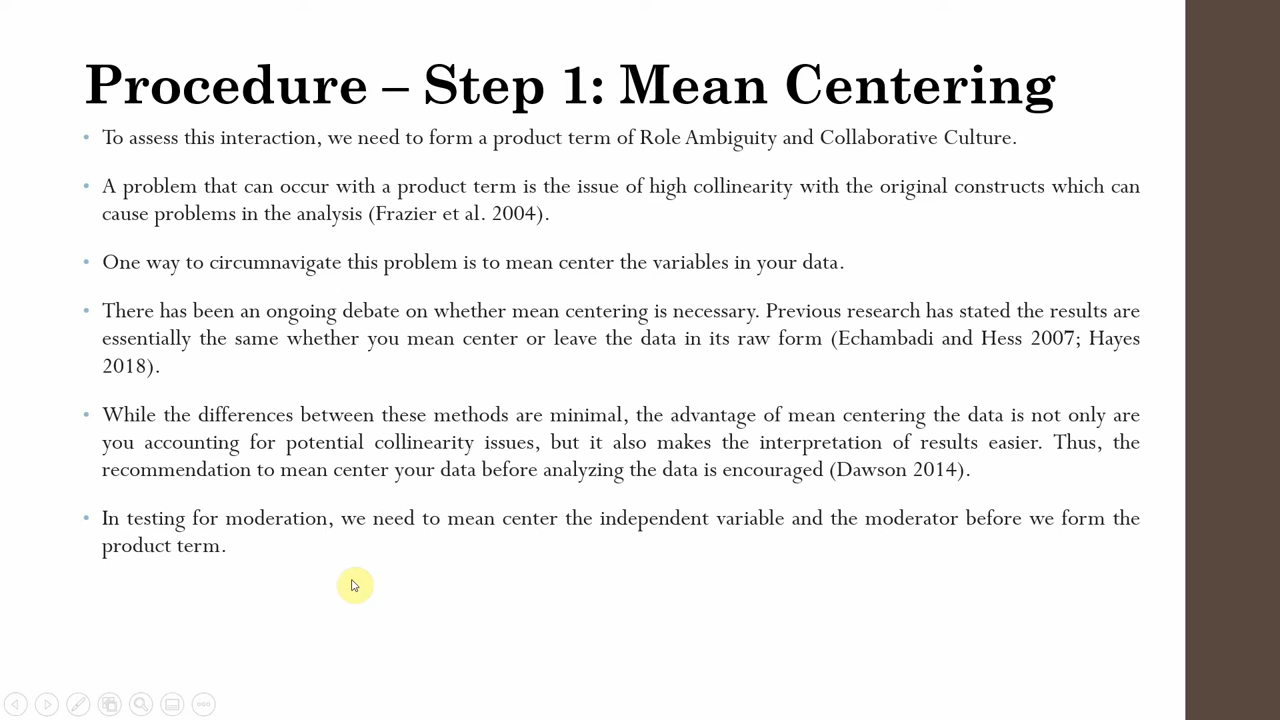 Procedure – Step 1: Mean Centering
• To assess this interaction, we need to form a product term of Role Ambiguity and Collaborative Culture.
• A problem that can occur with a product term is the issue of high collinearity with the original constructs which can
cause problems in the analysis (Frazier et al. 2004).
• One way to circumnavigate this problem is to mean center the variables in your data.
• There has been an ongoing debate on whether mean centering is necessary. Previous research has stated the results are
essentially the same whether you mean center or leave the data in its raw form (Echambadi and Hess 2007; Hayes
2018).
• While the differences between these methods are minimal, the advantage of mean centering the data is not only are
you accounting for potential collinearity issues, but it also makes the interpretation of results easier. Thus, the
recommendation to mean center your data before analyzing the data is encouraged (Dawson 2014).
• In testing for moderation, we need to mean center the independent variable and the moderator before we form the
product term.